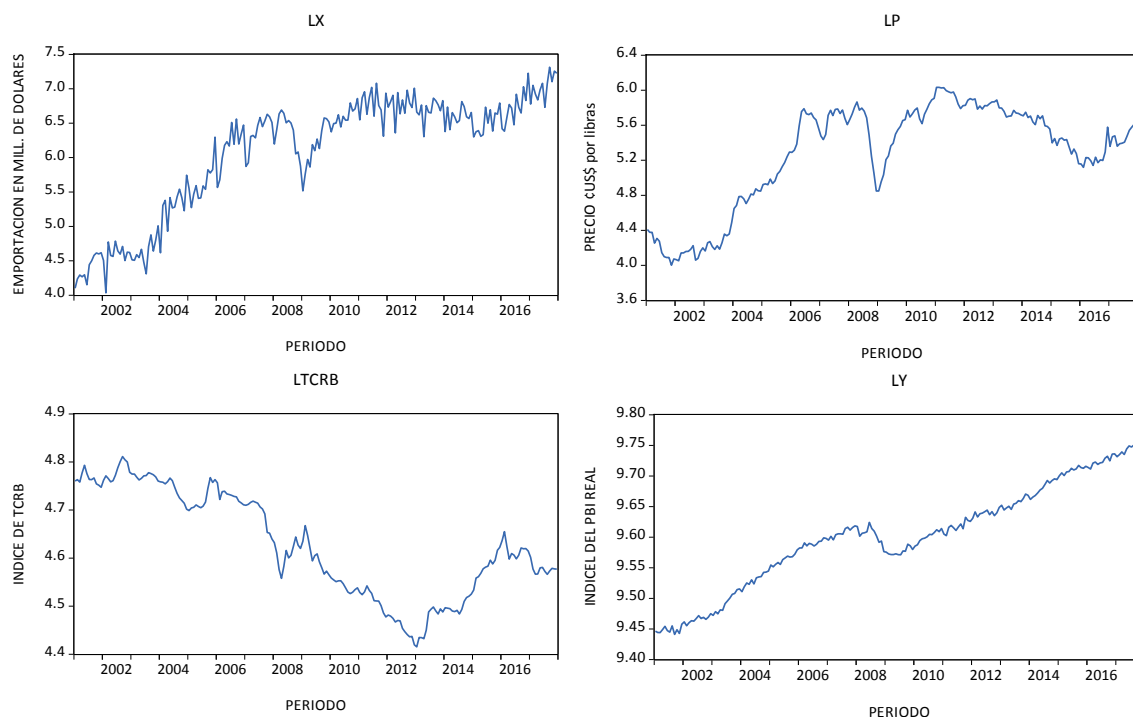 LX
EMPORTACION EN MILL. DE DOLARES
7.5
7.0
6.5
6.0
5.5
5.0
4.5
4.0
2002 2004 2006 2008 2010 2012 2014 2016
PERIODO
LP
PRECIO ¢US$ por libras
6.4
6.0
5.6
5.2
4.8
4.4
4.0
3.6
2002 2004 2006 2008 2010 2012 2014 2016
PERIODO
LTCRB
INDICE DE TCRB
4.9
4.8
4.7
4.6
4.5
4.4
2002 2004 2006 2008 2010 2012 2014 2016
PERIODO
LY
INDICEL DEL PBI REAL
9.80
9.75
9.70
9.65
9.60
9.55
9.50
9.45
9.40
2002 2004 2006 2008 2010 2012 2014 2016
PERIODO